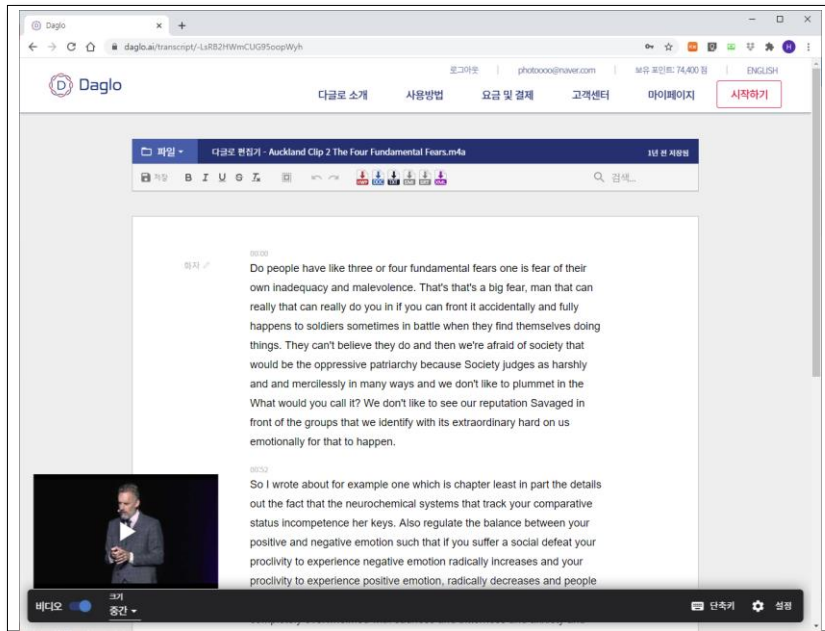 Daglo
daglo.ai/transcript/-LsRB2HWmCUG95oopWyh
로그아웃 | photoooo@naver.com | 보유 포인트: 74,400 점 | ENGLISH
Daglo
다글로 소개 사용방법 요금 및 결제 고객센터 마이페이지 시작하기
파일 다글로 편집기 - Auckland Clip 2 The Four Fundamental Fears.m4a 1년 전 저장됨
저장 B I U 검색...
00:00
화자
Do people have like three or four fundamental fears one is fear of their
own inadequacy and malevolence. That's that's a big fear, man that can
really that can really do you in if you can front it accidentally and fully
happens to soldiers sometimes in battle when they find themselves doing
things. They can't believe they do and then we're afraid of society that
would be the oppressive patriarchy because Society judges as harshly
and and mercilessly in many ways and we don't like to plummet in the
What would you call it? We don't like to see our reputation Savaged in
front of the groups that we identify with its extraordinary hard on us
emotionally for that to happen.
00:52
So I wrote about for example one which is chapter least in part the details
out the fact that the neurochemical systems that track your comparative
status incompetence her keys. Also regulate the balance between your
positive and negative emotion such that if you suffer a social defeat your
proclivity to experience negative emotion radically increases and your
proclivity to experience positive emotion, radically decreases and people
비디오 크기 중간 단축키 설정